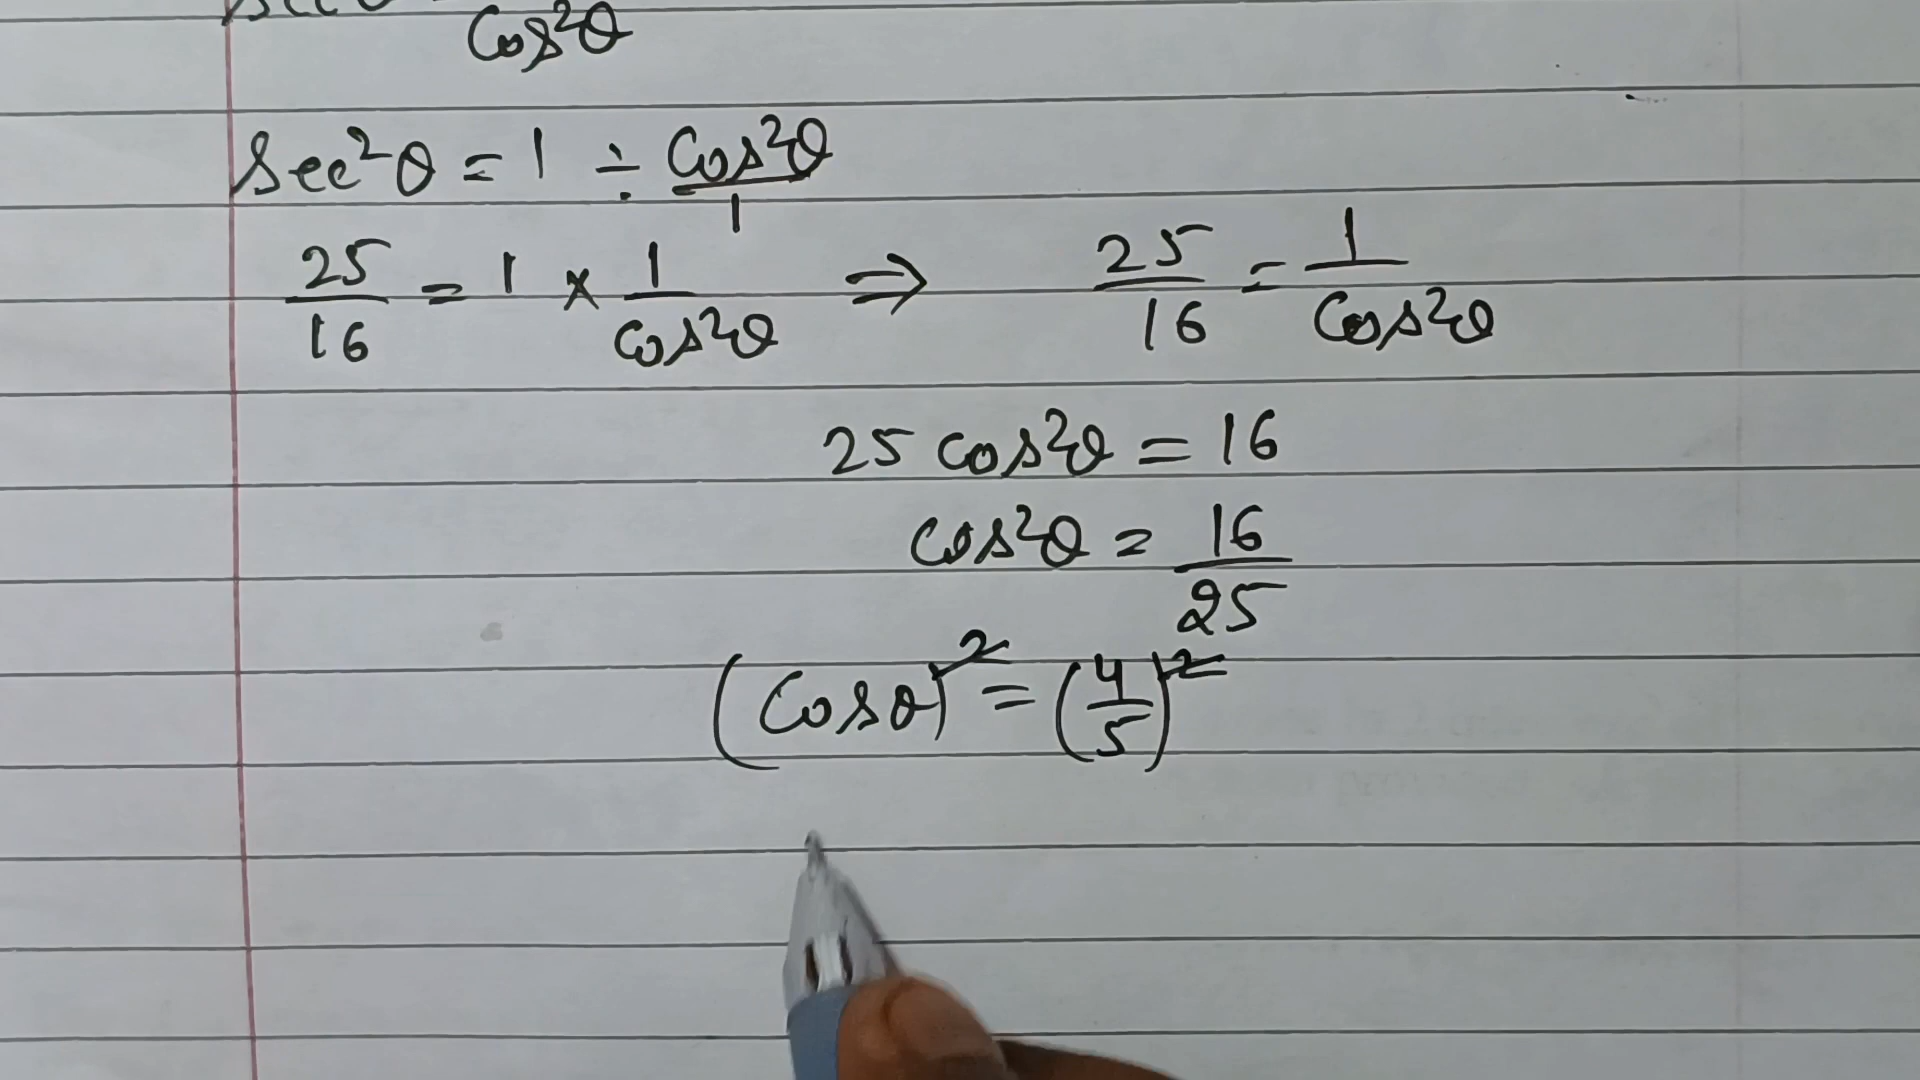 cos²θ
sec²θ = 1 ÷ cos²θ/1
25/16 = 1 × 1/cos²θ ⇒ 25/16 = 1/cos²θ
25 cos²θ = 16
cos²θ = 16/25
(cosθ)² = (4/5)²